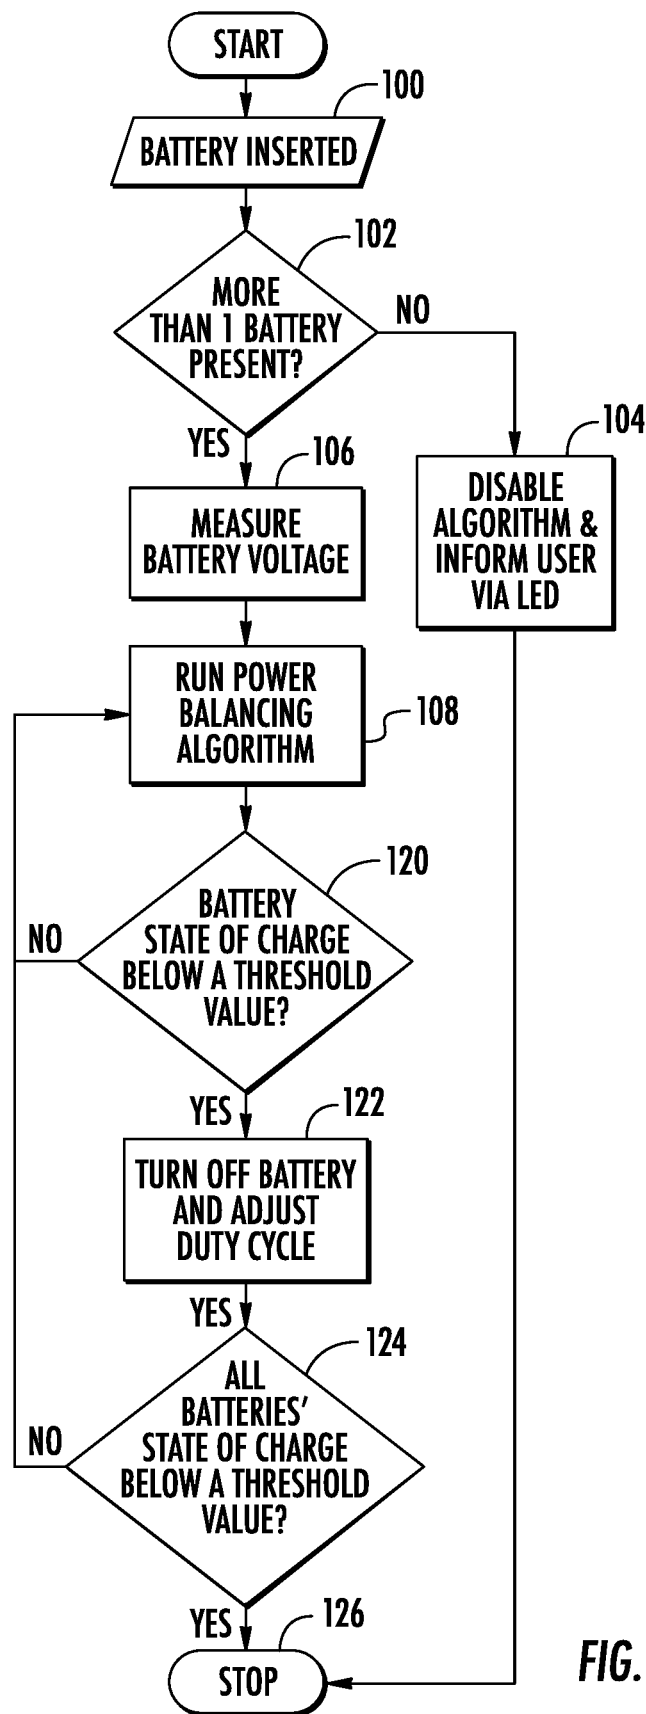 START
100
BATTERY INSERTED
102
MORE
THAN 1 BATTERY
PRESENT?
NO
YES
104
DISABLE
ALGORITHM &
INFORM USER
VIA LED
106
MEASURE
BATTERY VOLTAGE
RUN POWER
BALANCING
ALGORITHM
108
120
BATTERY
STATE OF CHARGE
BELOW A THRESHOLD
VALUE?
NO
YES
122
TURN OFF BATTERY
AND ADJUST
DUTY CYCLE
YES
124
ALL
BATTERIES'
STATE OF CHARGE
BELOW A THRESHOLD
VALUE?
NO
YES
126
STOP
FIG.